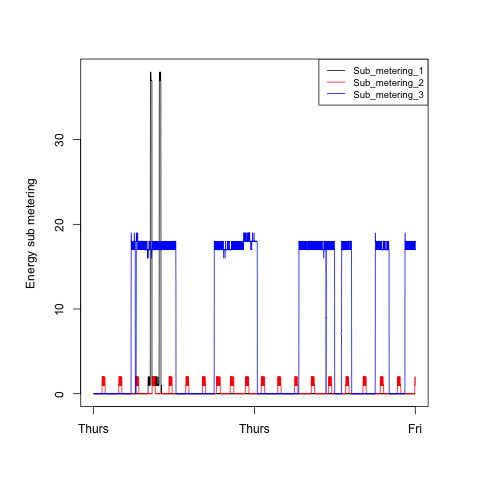 Sub_metering_1
Sub_metering_2
Sub_metering_3
Energy sub metering
30
20
10
0
Thurs Thurs Fri